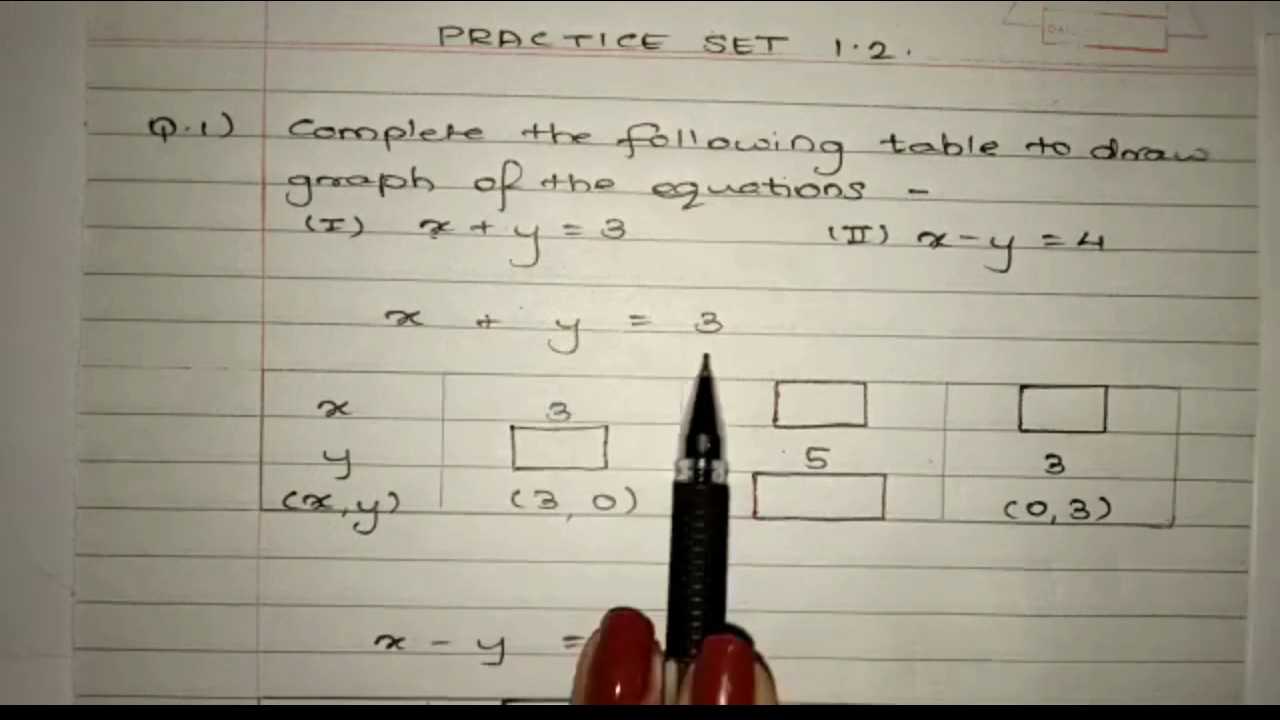 PRACTICE SET 1.2.
Q.1) Complete the following table to draw
graph of the equations -
(I) x + y = 3 (II) x - y = 4
x + y = 3
x 3
y 5 3
(x,y) (3, 0) (0, 3)
x - y =